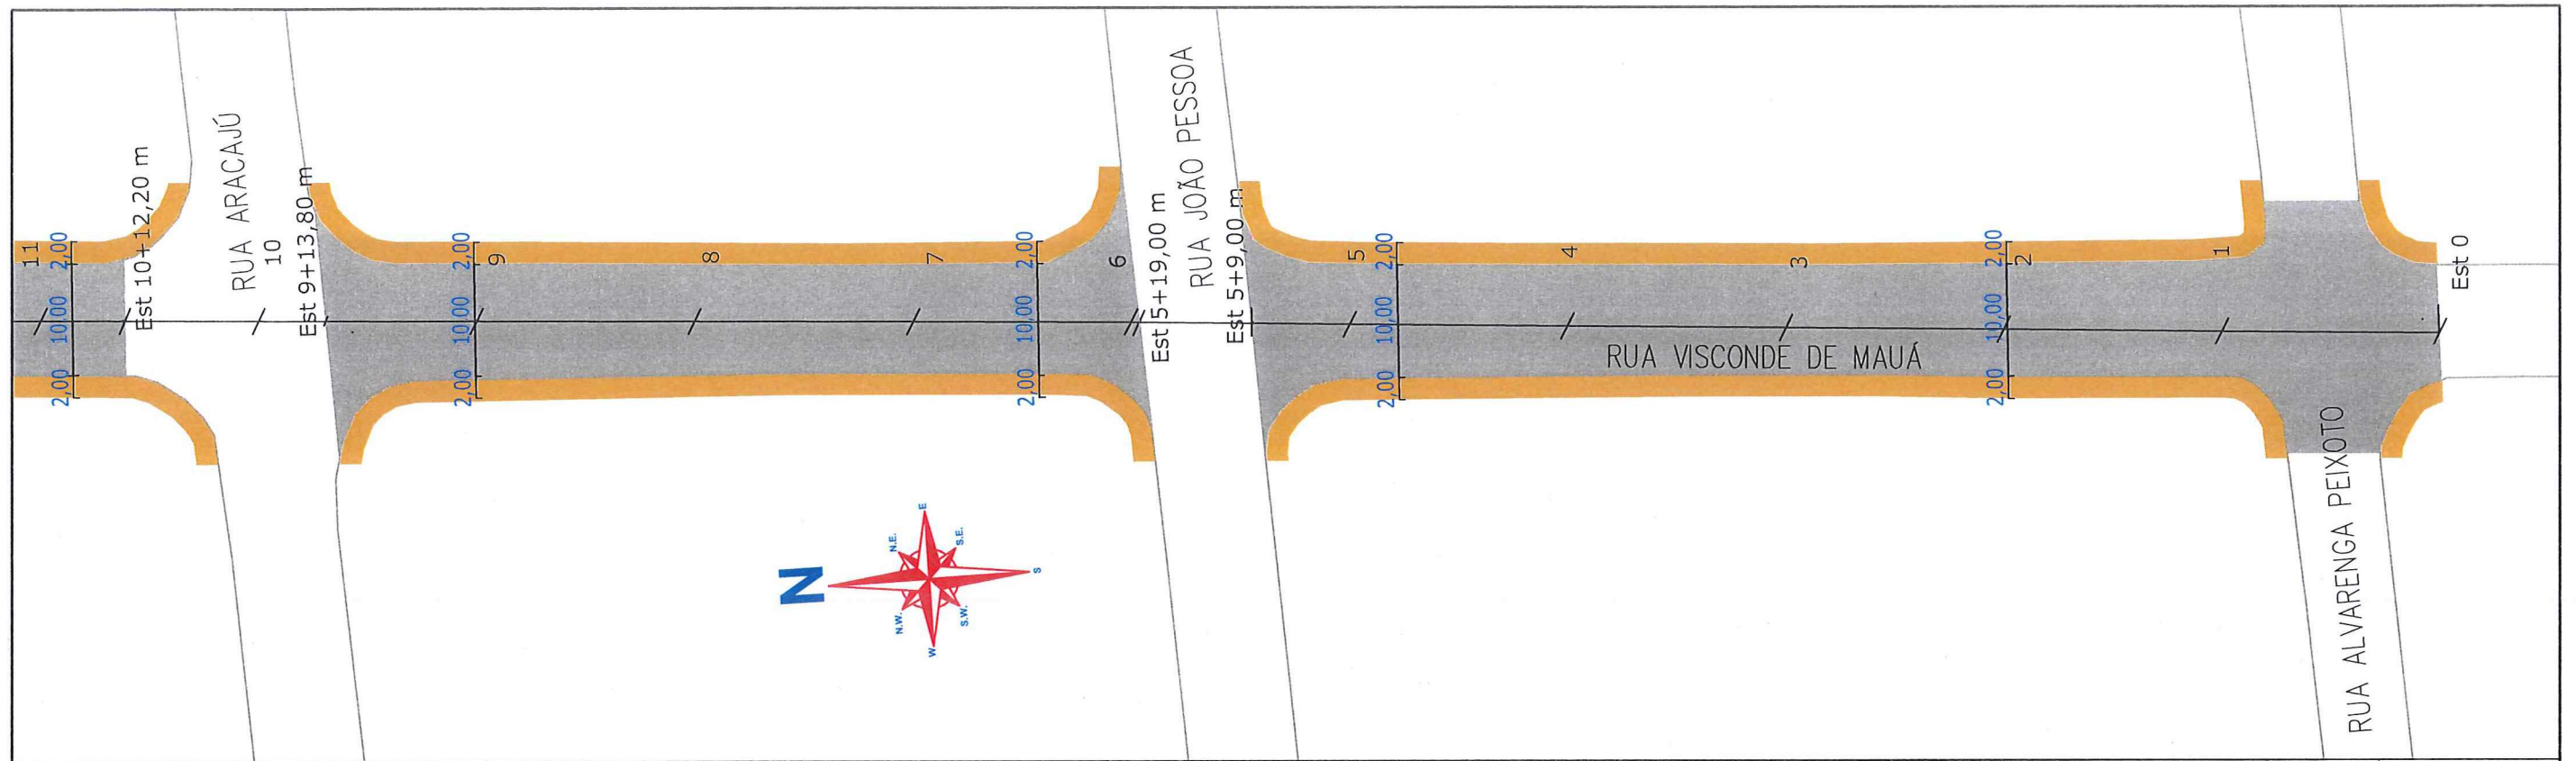 11
2,00
10,00
2,00
Est 10+12,20 m
RUA ARACAJÚ
10
Est 9+13,80 m
2,00
10,00
2,00
9
8
7
2,00
10,00
2,00
6
Est 5+19,00 m
RUA JOÃO PESSOA
Est 5+9,00 m
5
2,00
10,00
2,00
4
3
RUA VISCONDE DE MAUÁ
2,00
10,00
2,00
2
1
RUA ALVARENGA PEIXOTO
Est 0
N
N.E.
E
S.E.
S
S.W.
W
N.W.